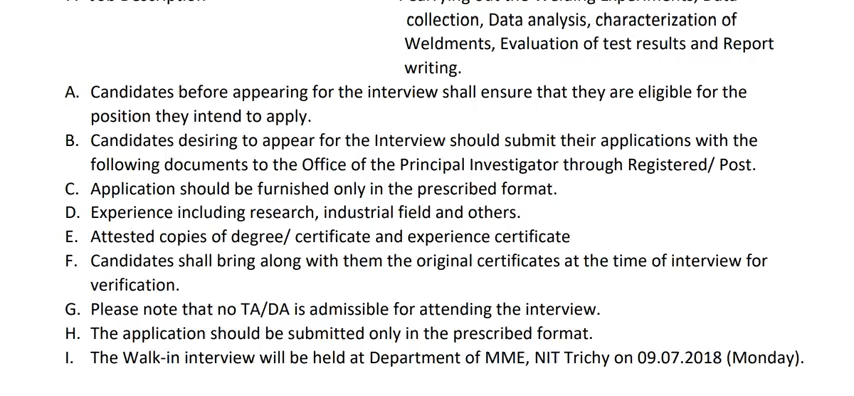 collection, Data analysis, characterization of
Weldments, Evaluation of test results and Report
writing.
A. Candidates before appearing for the interview shall ensure that they are eligible for the
position they intend to apply.
B. Candidates desiring to appear for the Interview should submit their applications with the
following documents to the Office of the Principal Investigator through Registered/ Post.
C. Application should be furnished only in the prescribed format.
D. Experience including research, industrial field and others.
E. Attested copies of degree/ certificate and experience certificate
F. Candidates shall bring along with them the original certificates at the time of interview for
verification.
G. Please note that no TA/DA is admissible for attending the interview.
H. The application should be submitted only in the prescribed format.
I. The Walk-in interview will be held at Department of MME, NIT Trichy on 09.07.2018 (Monday).